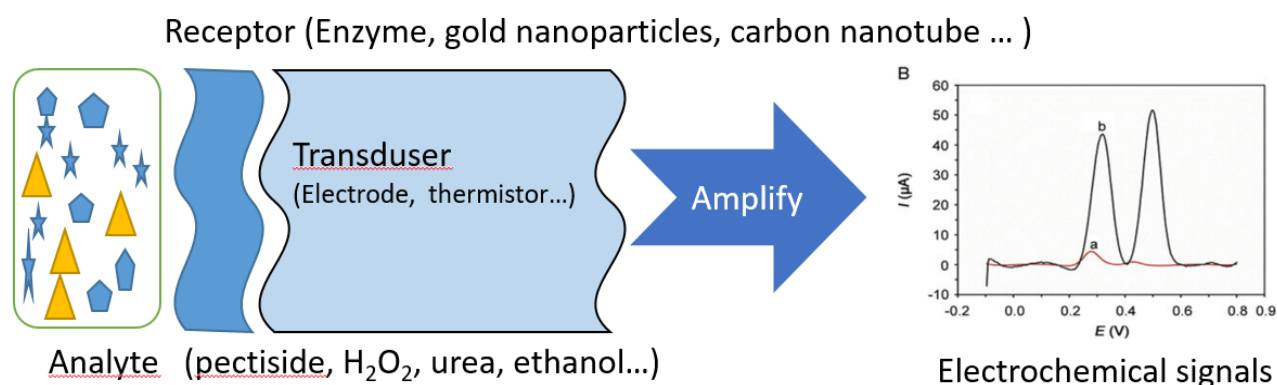 Receptor (Enzyme, gold nanoparticles, carbon nanotube ... )
Transduser
(Electrode, thermistor...)
Amplify
B
60
50
40
30
20
10
0
-10
I (µA)
b
a
-0.2 0.0 0.2 0.4 0.6 0.8 0.9
E (V)
Analyte (pectiside, H₂O₂, urea, ethanol...)
Electrochemical signals